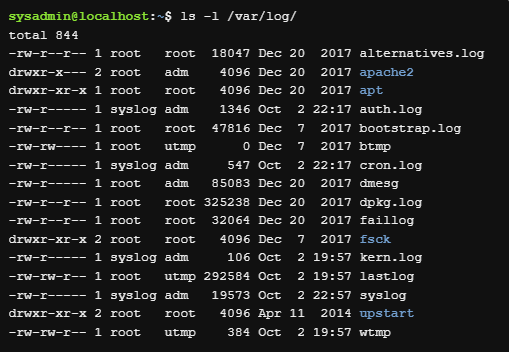 sysadmin@localhost:~$ ls -l /var/log/
total 844
-rw-r--r-- 1 root   root  18047 Dec 20  2017 alternatives.log
drwxr-x--- 2 root   adm    4096 Dec 20  2017 apache2
drwxr-xr-x 1 root   root   4096 Dec 20  2017 apt
-rw-r----- 1 syslog adm    1346 Oct  2 22:17 auth.log
-rw-r--r-- 1 root   root  47816 Dec  7  2017 bootstrap.log
-rw-rw---- 1 root   utmp      0 Dec  7  2017 btmp
-rw-r----- 1 syslog adm     547 Oct  2 22:17 cron.log
-rw-r----- 1 root   adm   85083 Dec 20  2017 dmesg
-rw-r--r-- 1 root   root 325238 Dec 20  2017 dpkg.log
-rw-r--r-- 1 root   root  32064 Dec 20  2017 faillog
drwxr-xr-x 2 root   root   4096 Dec  7  2017 fsck
-rw-r----- 1 syslog adm     106 Oct  2 19:57 kern.log
-rw-rw-r-- 1 root   utmp 292584 Oct  2 19:57 lastlog
-rw-r----- 1 syslog adm   19573 Oct  2 22:57 syslog
drwxr-xr-x 2 root   root   4096 Apr 11  2014 upstart
-rw-rw-r-- 1 root   utmp    384 Oct  2 19:57 wtmp